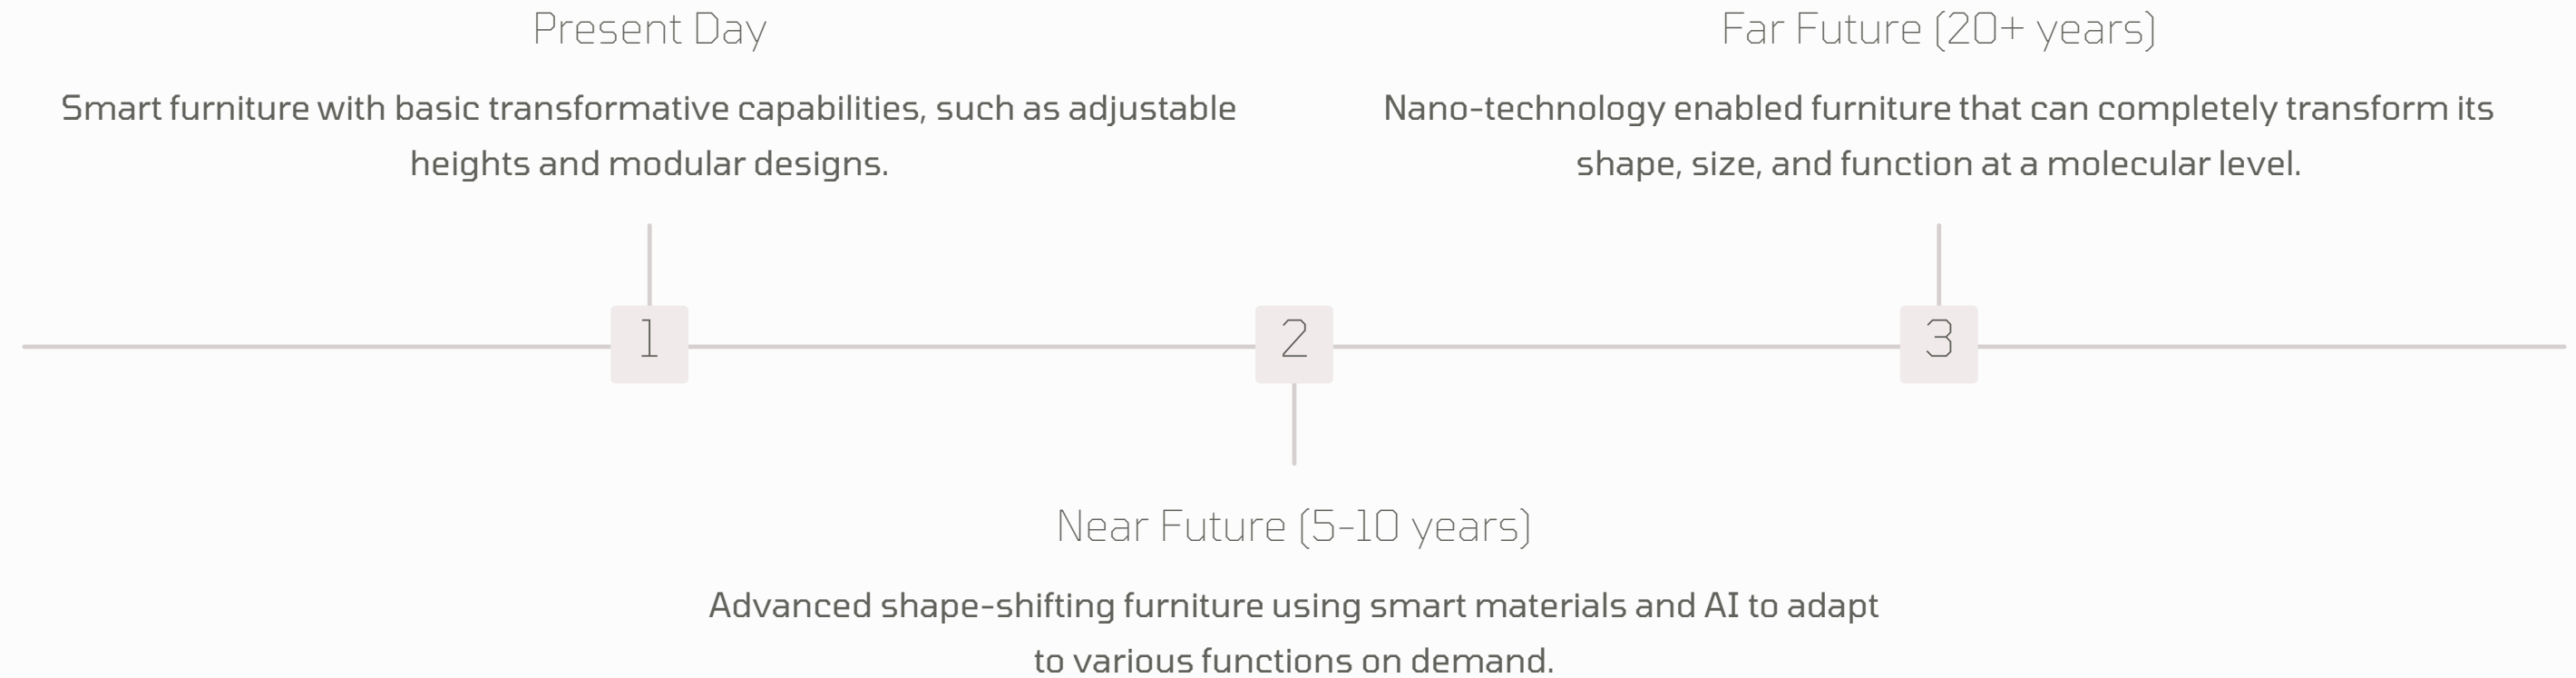 Present Day
Smart furniture with basic transformative capabilities, such as adjustable
heights and modular designs.
Far Future (20+ years)
Nano-technology enabled furniture that can completely transform its
shape, size, and function at a molecular level.
1
2
3
Near Future (5-10 years)
Advanced shape-shifting furniture using smart materials and AI to adapt
to various functions on demand.